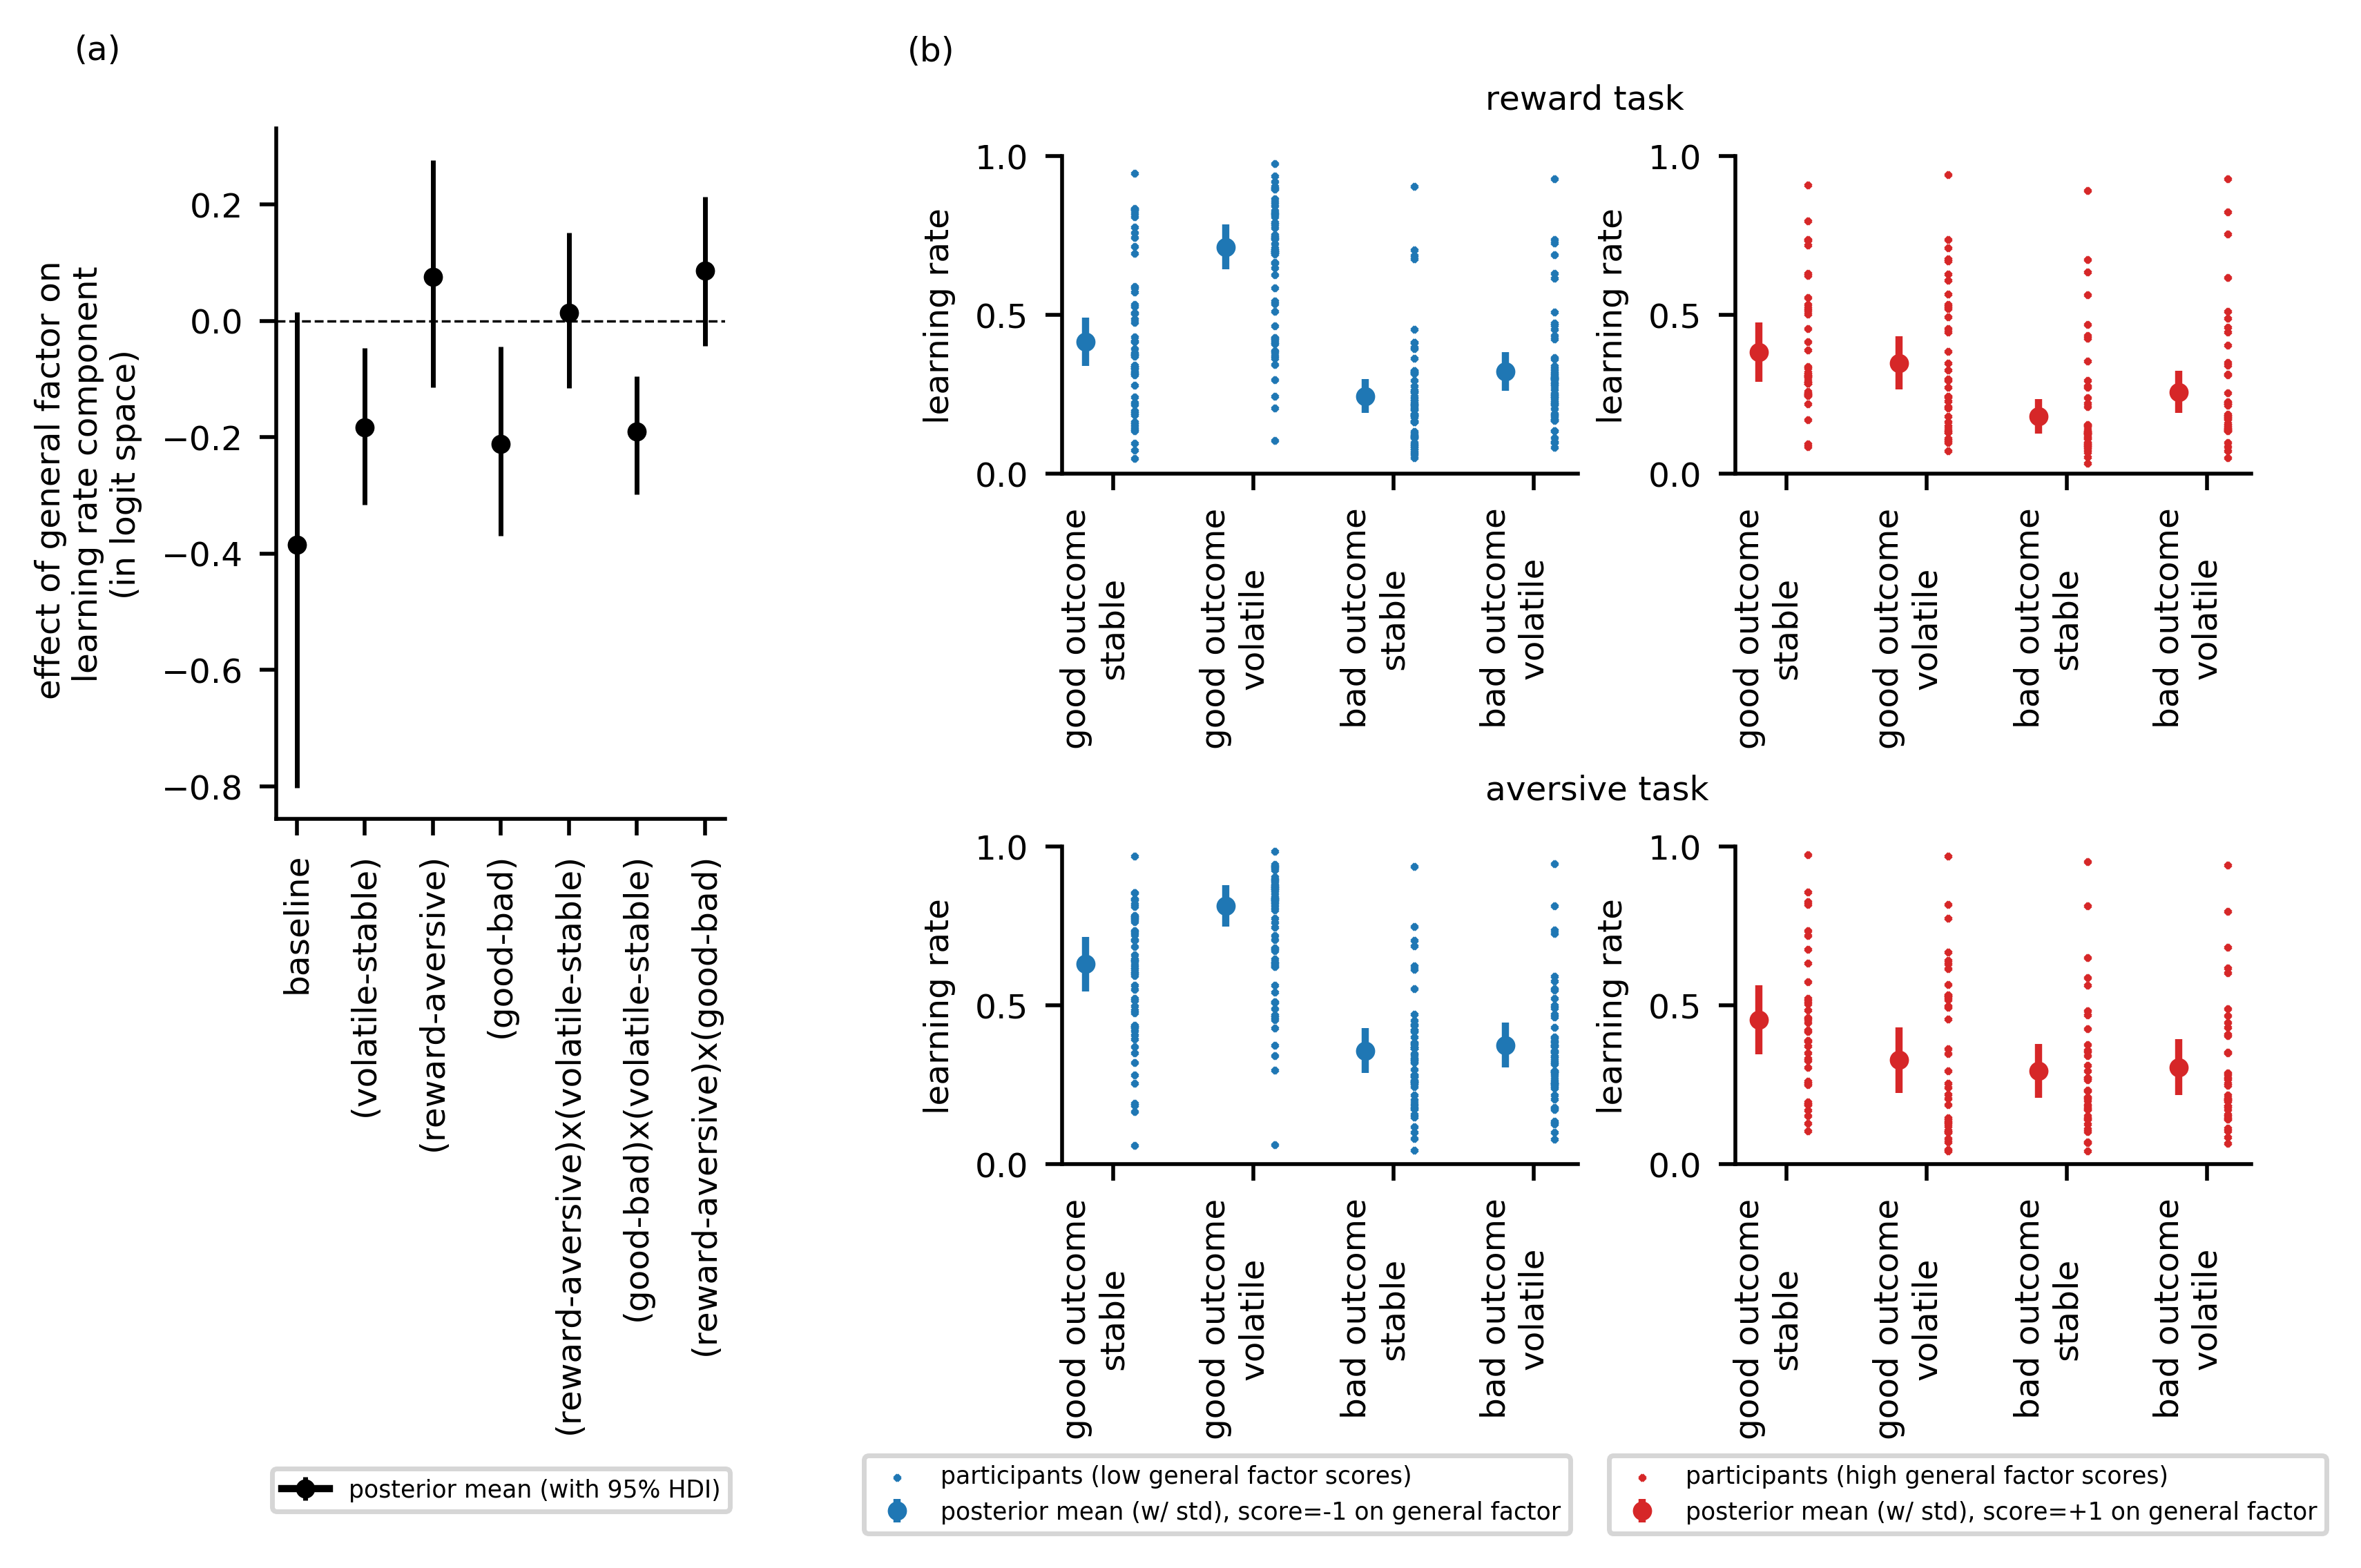 (a)
effect of general factor on
learning rate component
(in logit space)
0.2
0.0
−0.2
−0.4
−0.6
−0.8
baseline
(volatile-stable)
(reward-aversive)
(good-bad)
(reward-aversive)x(volatile-stable)
(good-bad)x(volatile-stable)
(reward-aversive)x(good-bad)
posterior mean (with 95% HDI)
(b)
reward task
learning rate
1.0
0.5
0.0
good outcome
stable
good outcome
volatile
bad outcome
stable
bad outcome
volatile
learning rate
1.0
0.5
0.0
good outcome
stable
good outcome
volatile
bad outcome
stable
bad outcome
volatile
aversive task
learning rate
1.0
0.5
0.0
good outcome
stable
good outcome
volatile
bad outcome
stable
bad outcome
volatile
learning rate
1.0
0.5
0.0
good outcome
stable
good outcome
volatile
bad outcome
stable
bad outcome
volatile
participants (low general factor scores)
posterior mean (w/ std), score=-1 on general factor
participants (high general factor scores)
posterior mean (w/ std), score=+1 on general factor